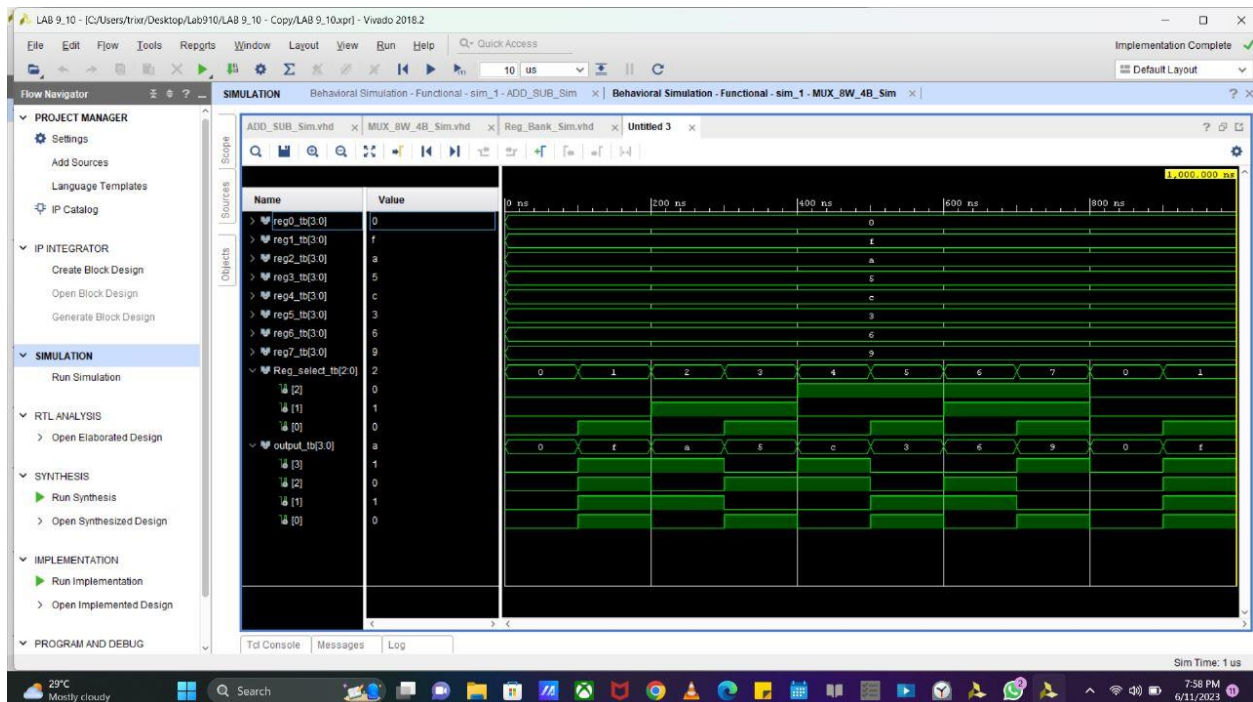 LAB 9_10 - [C:/Users/trixr/Desktop/Lab910/LAB 9_10 - Copy/LAB 9_10.xpr] - Vivado 2018.2
File Edit Flow Tools Reports Window Layout View Run Help Quick Access
Implementation Complete
10 us
Default Layout
Flow Navigator
SIMULATION Behavioral Simulation - Functional - sim_1 - ADD_SUB_Sim Behavioral Simulation - Functional - sim_1 - MUX_8W_4B_Sim
PROJECT MANAGER
Settings
Add Sources
Language Templates
IP Catalog
IP INTEGRATOR
Create Block Design
Open Block Design
Generate Block Design
SIMULATION
Run Simulation
RTL ANALYSIS
Open Elaborated Design
SYNTHESIS
Run Synthesis
Open Synthesized Design
IMPLEMENTATION
Run Implementation
Open Implemented Design
PROGRAM AND DEBUG
Scope
Sources
Objects
ADD_SUB_Sim.vhd MUX_8W_4B_Sim.vhd Reg_Bank_Sim.vhd Untitled 3
1,000.000 ns
Name Value 0 ns 200 ns 400 ns 600 ns 800 ns
reg0_tb[3:0] 0 0
reg1_tb[3:0] f f
reg2_tb[3:0] a a
reg3_tb[3:0] 5 5
reg4_tb[3:0] c c
reg5_tb[3:0] 3 3
reg6_tb[3:0] 6 6
reg7_tb[3:0] 9 9
Reg_select_tb[2:0] 2 0 1 2 3 4 5 6 7 0 1
[2] 0
[1] 1
[0] 0
output_tb[3:0] a 0 f a 5 c 3 6 9 0 f
[3] 1
[2] 0
[1] 1
[0] 0
Tcl Console Messages Log
Sim Time: 1 us
29°C
Mostly cloudy
Search
7:58 PM
6/11/2023